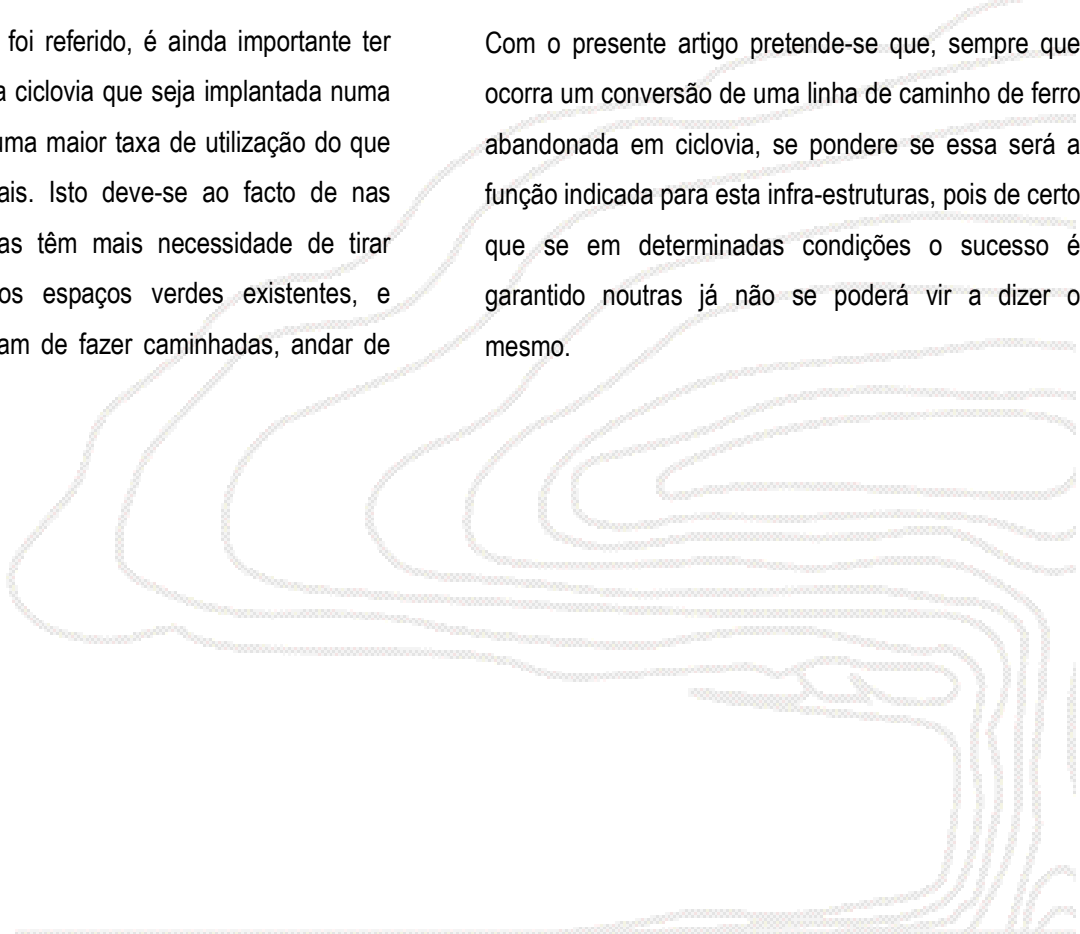 foi referido, é ainda importante ter
a ciclovia que seja implantada numa
uma maior taxa de utilização do que
ais. Isto deve-se ao facto de nas
as têm mais necessidade de tirar
os espaços verdes existentes, e
am de fazer caminhadas, andar de
Com o presente artigo pretende-se que, sempre que
ocorra um conversão de uma linha de caminho de ferro
abandonada em ciclovia, se pondere se essa será a
função indicada para esta infra-estruturas, pois de certo
que se em determinadas condições o sucesso é
garantido noutras já não se poderá vir a dizer o
mesmo.